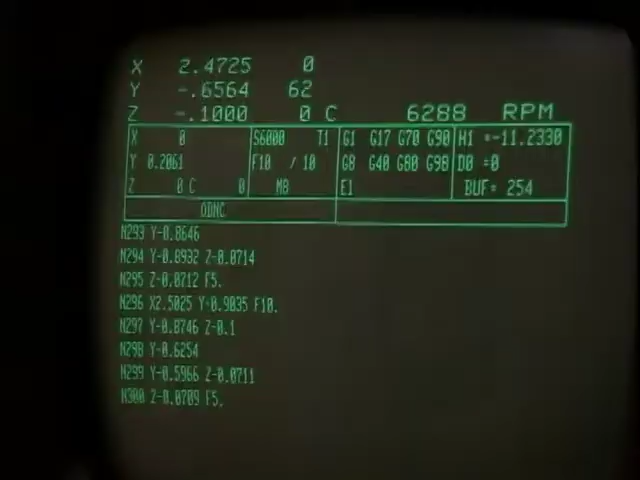 X 2.4725 0
Y -.6564 62
Z -.1000 0 C 6288 RPM
X 0 S6000 T1 G1 G17 G70 G90 H1 =-11.2330
Y 0.2061 F10 / 10 G8 G40 G80 G98 D0 =0
Z 0 C 0 M8 E1 BUF= 254
DDNC
N293 Y-0.8646
N294 Y-0.8932 Z-0.0714
N295 Z-0.0712 F5.
N296 X2.5025 Y-0.9035 F10.
N297 Y-0.8746 Z-0.1
N298 Y-0.6254
N299 Y-0.5966 Z-0.0711
N300 Z-0.0709 F5.